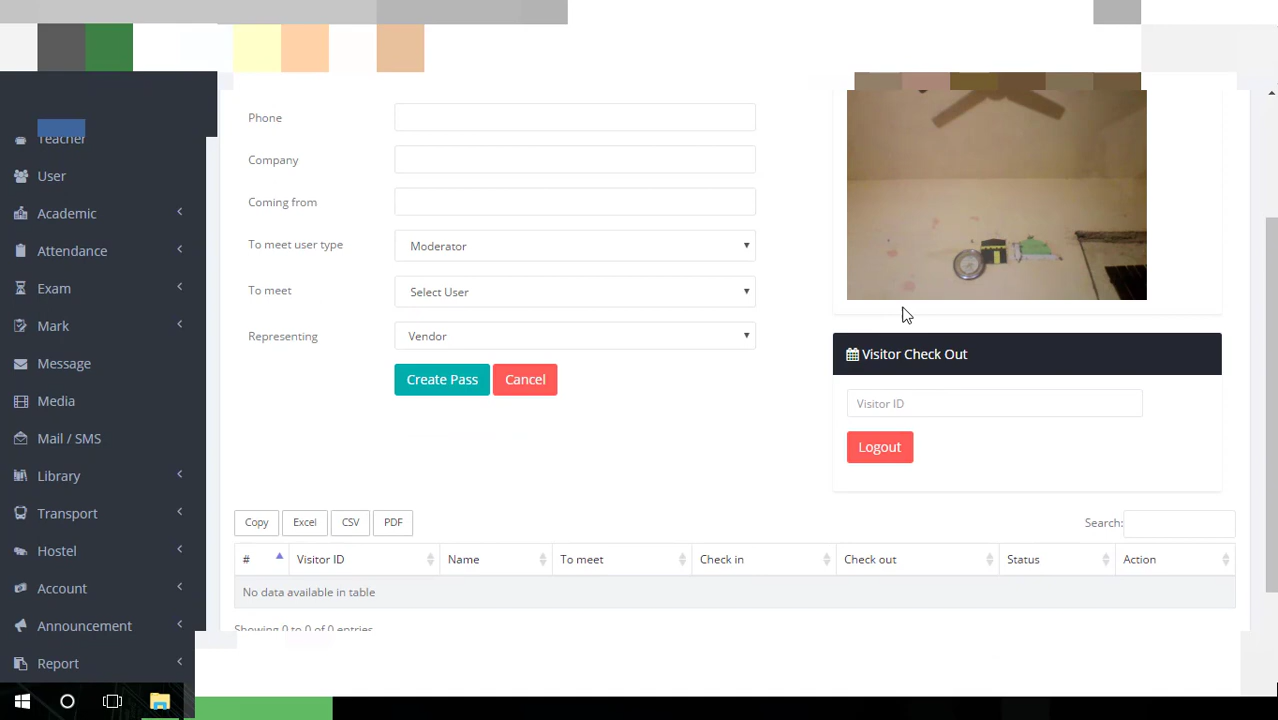 Teacher
User
Academic
Attendance
Exam
Mark
Message
Media
Mail / SMS
Library
Transport
Hostel
Account
Announcement
Report
Phone
Company
Coming from
To meet user type Moderator
To meet Select User
Representing Vendor
Create Pass Cancel
Visitor Check Out
Visitor ID
Logout
Copy Excel CSV PDF Search:
# Visitor ID Name To meet Check in Check out Status Action
No data available in table
Showing 0 to 0 of 0 entries